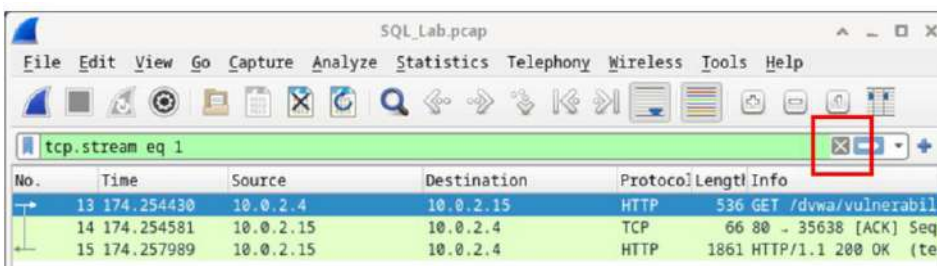 SQL_Lab.pcap
File Edit View Go Capture Analyze Statistics Telephony Wireless Tools Help
tcp.stream eq 1
No. Time Source Destination Protocol Length Info
13 174.254430 10.0.2.4 10.0.2.15 HTTP 536 GET /dvwa/vulnerabil
14 174.254581 10.0.2.15 10.0.2.4 TCP 66 80 → 35638 [ACK] Seq
15 174.257989 10.0.2.15 10.0.2.4 HTTP 1861 HTTP/1.1 200 OK (te